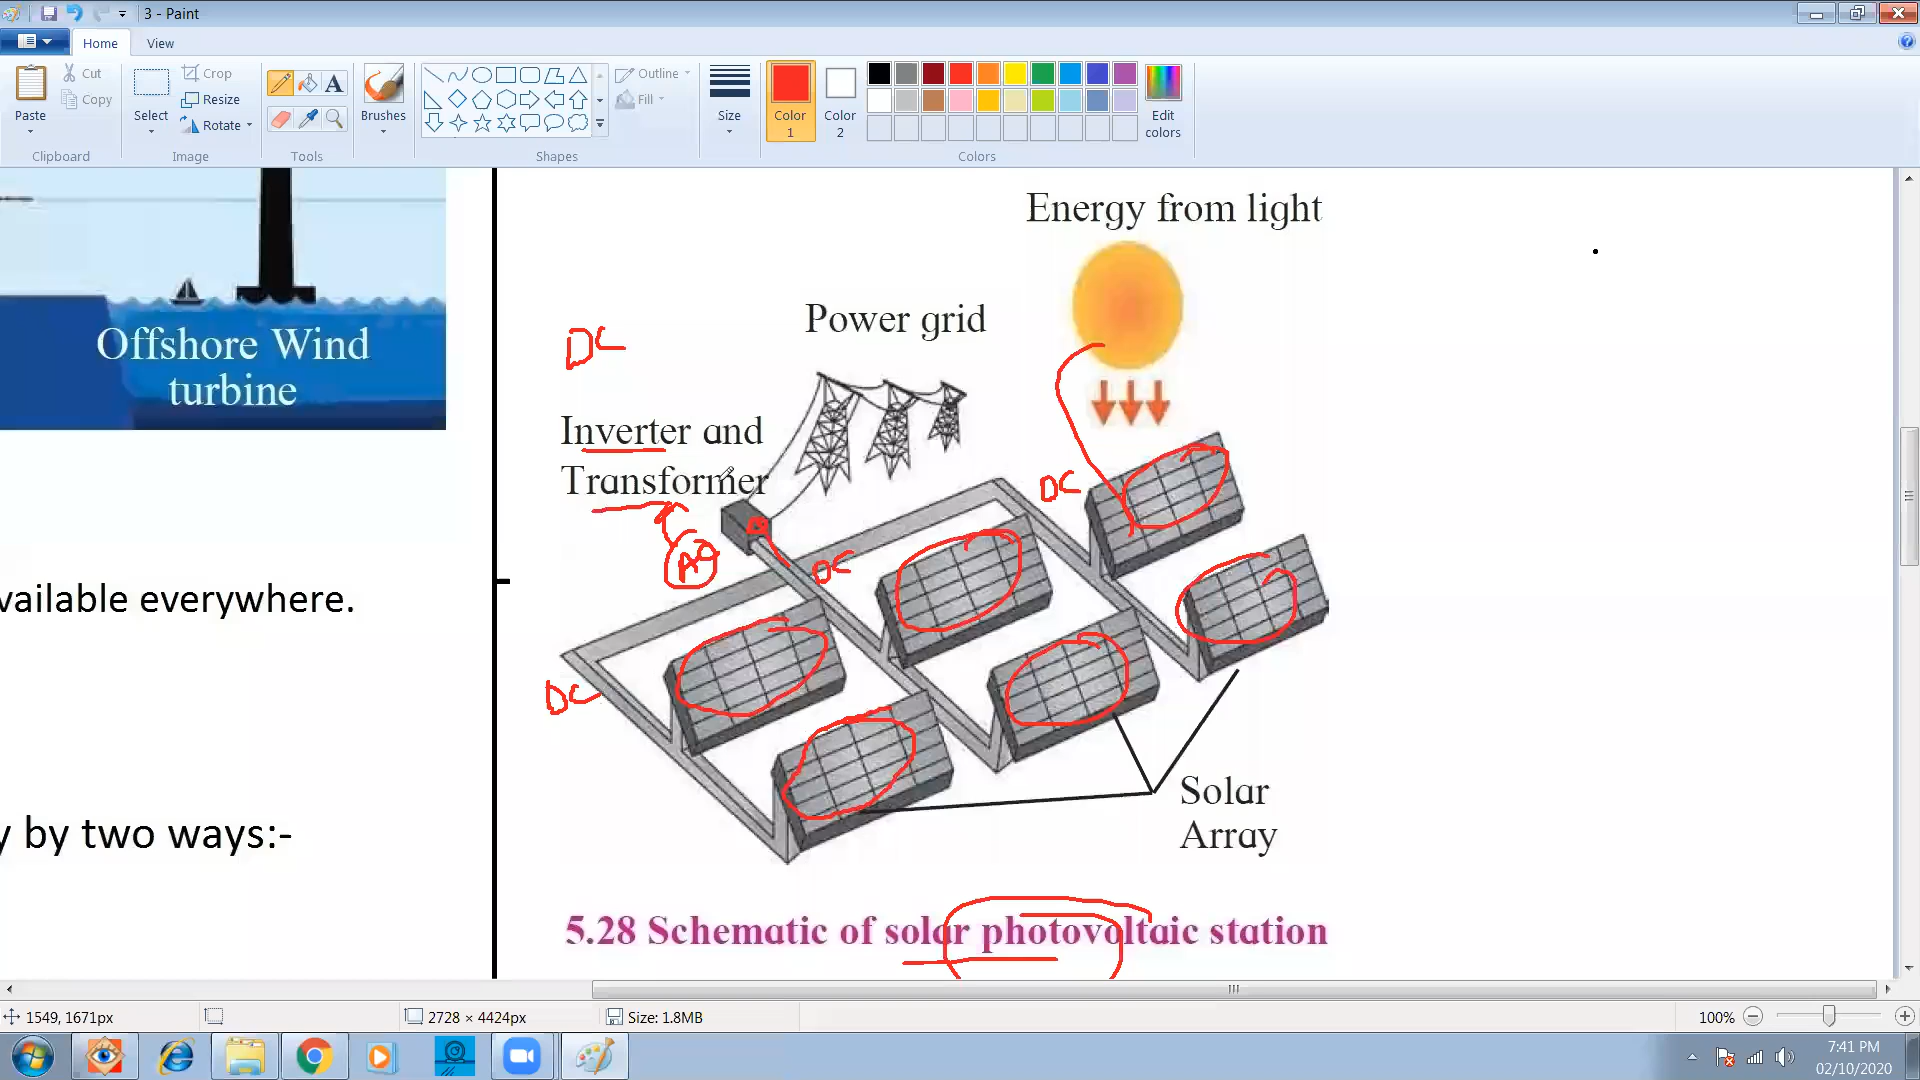 3 - Paint
Home
View
Paste
Cut
Copy
Clipboard
Select
Crop
Resize
Rotate
Image
Tools
Brushes
Shapes
Outline
Fill
Size
Color 1
Color 2
Edit colors
Colors
Offshore Wind
turbine
vailable everywhere.
y by two ways:-
Energy from light
Power grid
DC
Inverter and
Transformer
DC
AC
DC
DC
Solar
Array
5.28 Schematic of solar photovoltaic station
1549, 1671px
2728 × 4424px
Size: 1.8MB
100%
7:41 PM
02/10/2020